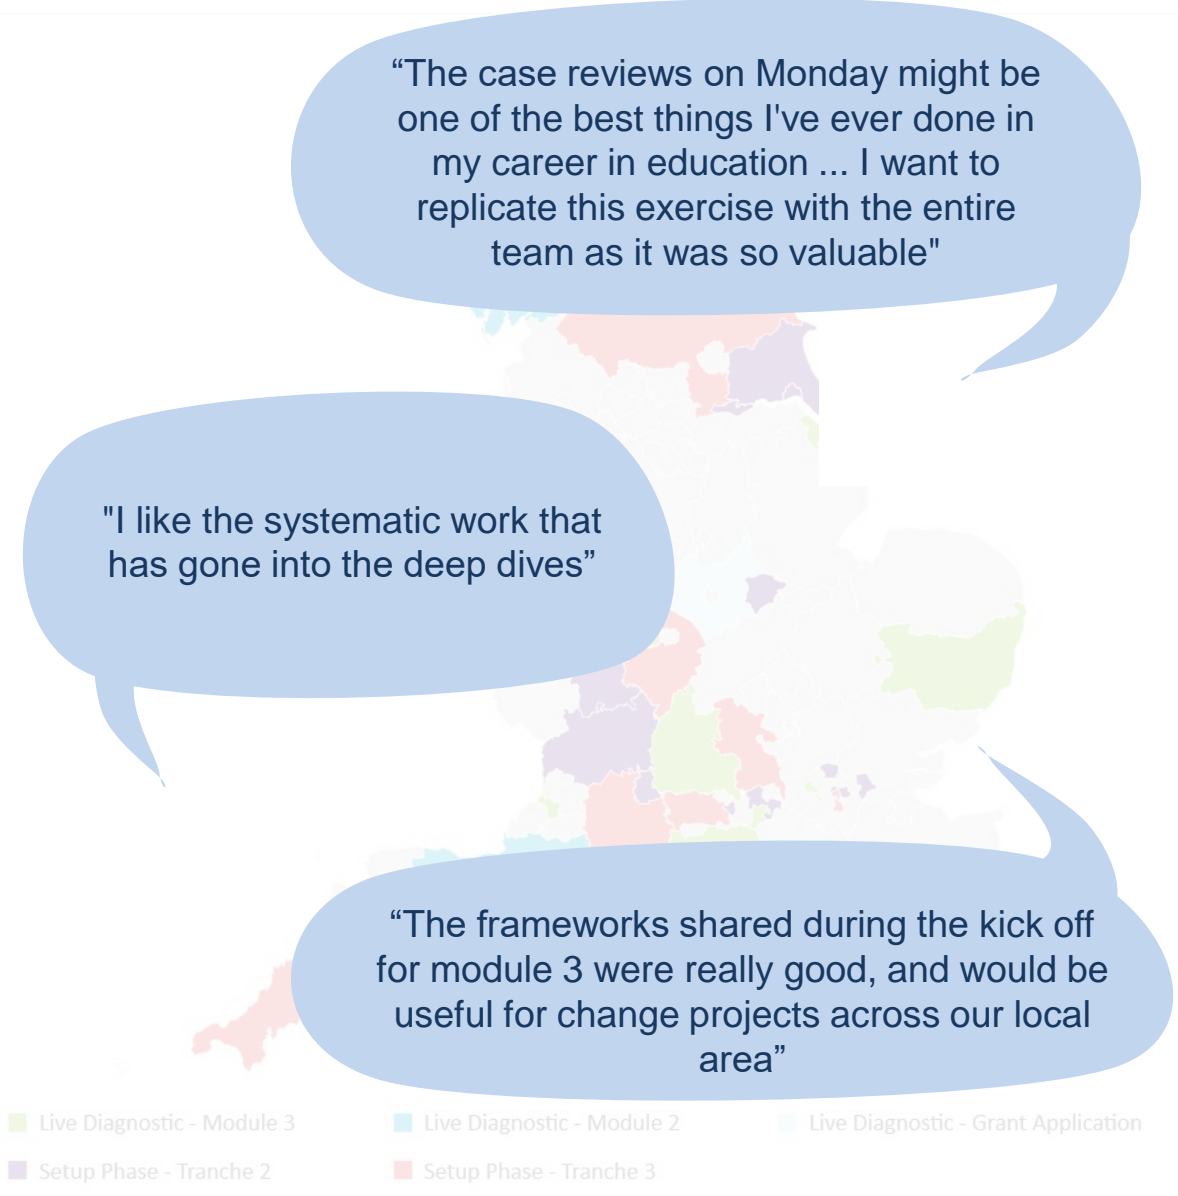 “The case reviews on Monday might be
one of the best things I've ever done in
my career in education ... I want to
replicate this exercise with the entire
team as it was so valuable"
"I like the systematic work that
has gone into the deep dives”
“The frameworks shared during the kick off
for module 3 were really good, and would be
useful for change projects across our local
area”
Live Diagnostic - Module 3
Live Diagnostic - Module 2
Live Diagnostic - Grant Application
Setup Phase - Tranche 2
Setup Phase - Tranche 3